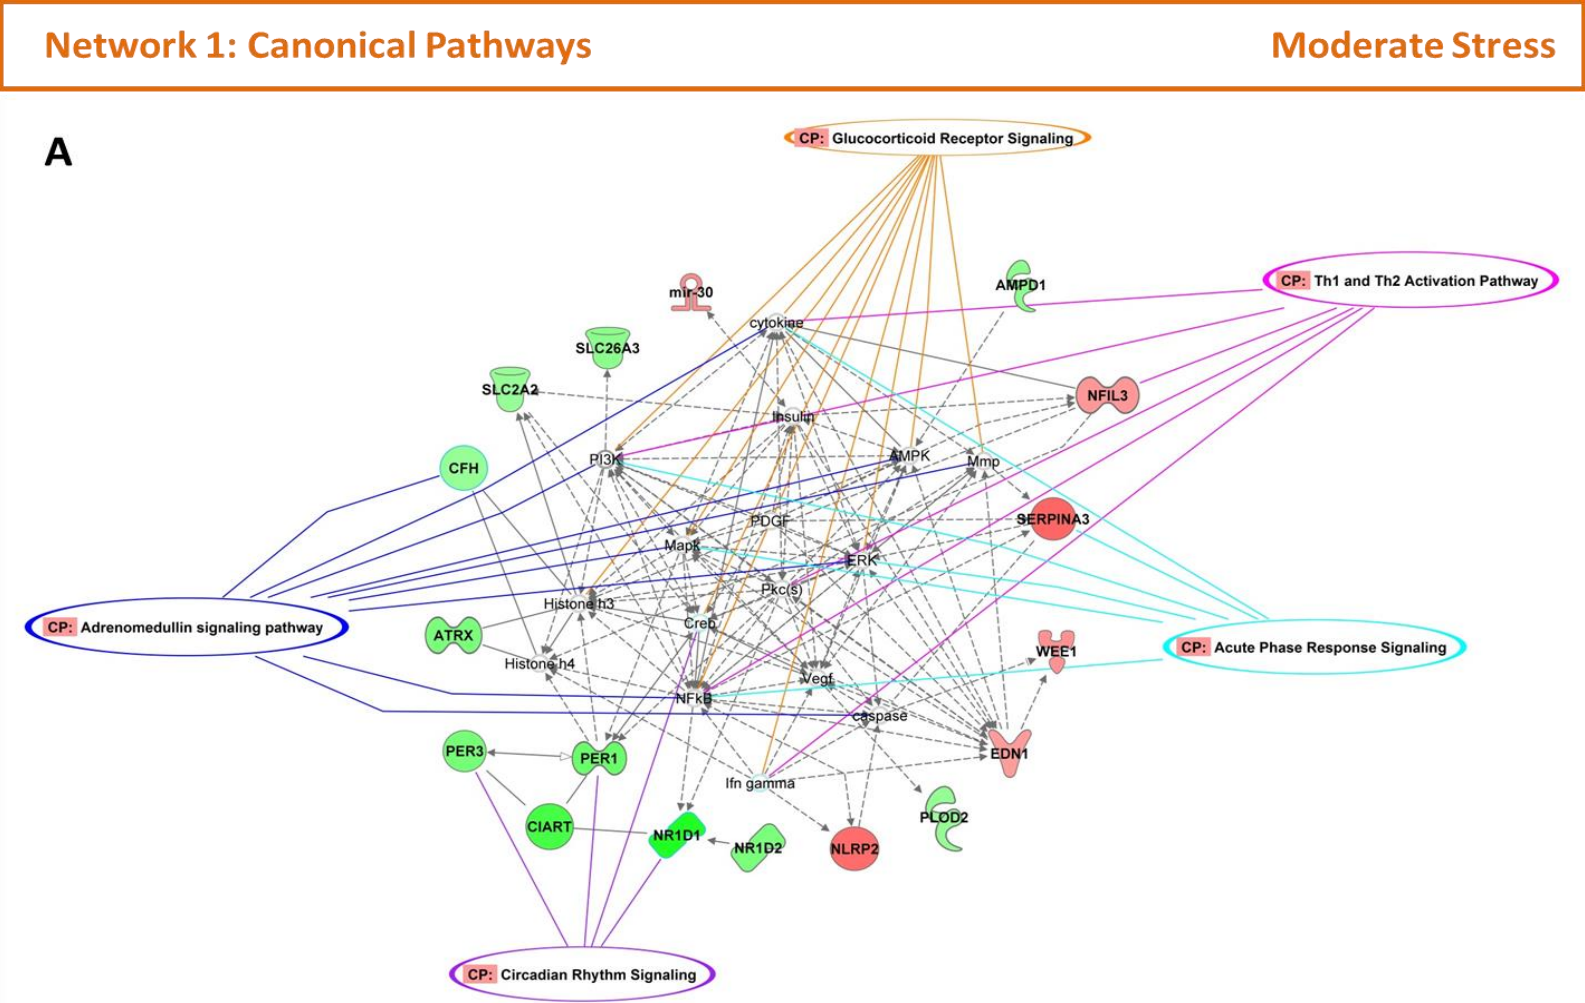 Network 1: Canonical Pathways
Moderate Stress
A
CP: Glucocorticoid Receptor Signaling
CP: Th1 and Th2 Activation Pathway
mir-30
AMPD1
cytokine
SLC26A3
SLC2A2
NFIL3
Insulin
PI3K
AMPK
Mmp
CFH
PDGF
SERPINA3
Mapk
ERK
Pkc(s)
Histone h3
Creb
CP: Adrenomedullin signaling pathway
ATRX
Histone h4
WEE1
CP: Acute Phase Response Signaling
Vegf
NFkB
caspase
PER3
PER1
EDN1
Ifn gamma
CIART
NR1D1
NR1D2
NLRP2
PLOD2
CP: Circadian Rhythm Signaling